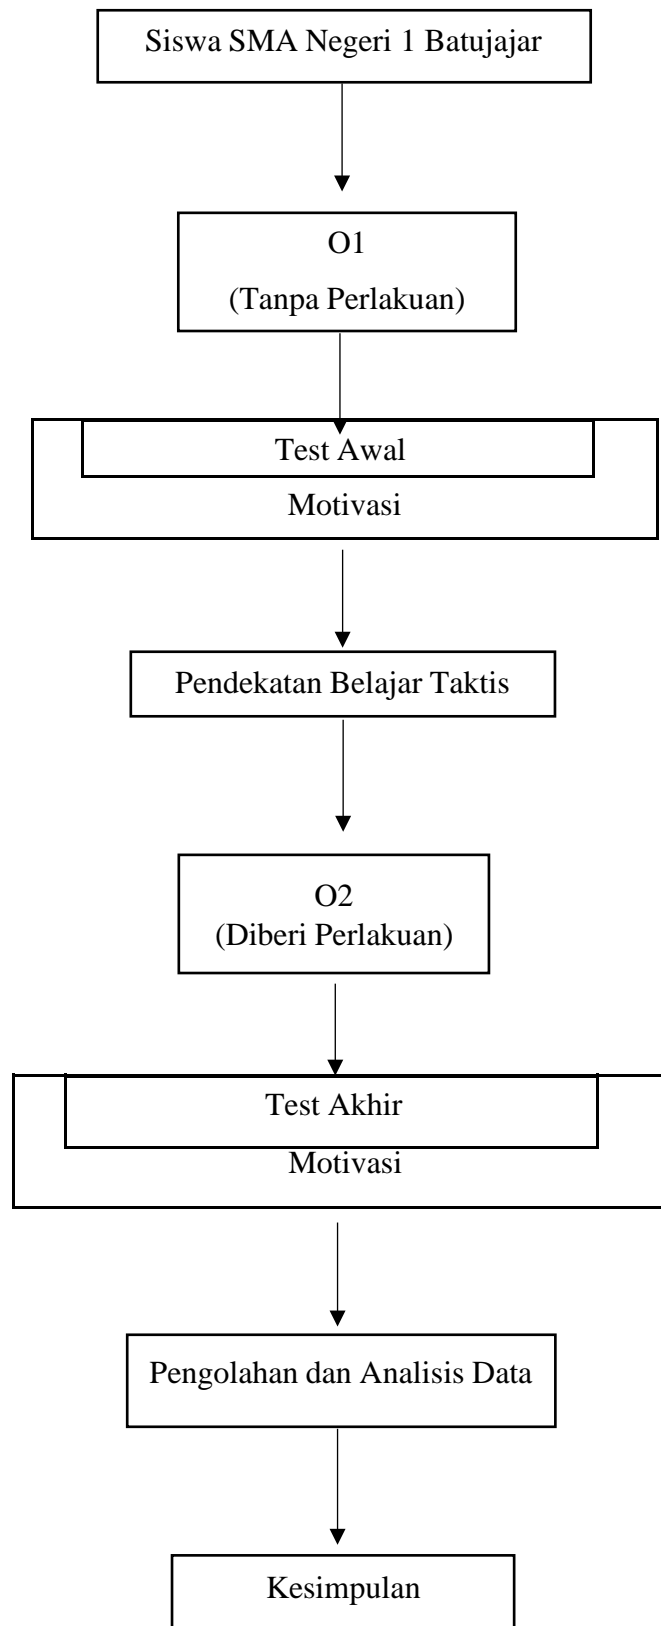 Siswa SMA Negeri 1 Batujajar
O1
(Tanpa Perlakuan)
Test Awal
Motivasi
Pendekatan Belajar Taktis
O2
(Diberi Perlakuan)
Test Akhir
Motivasi
Pengolahan dan Analisis Data
Kesimpulan